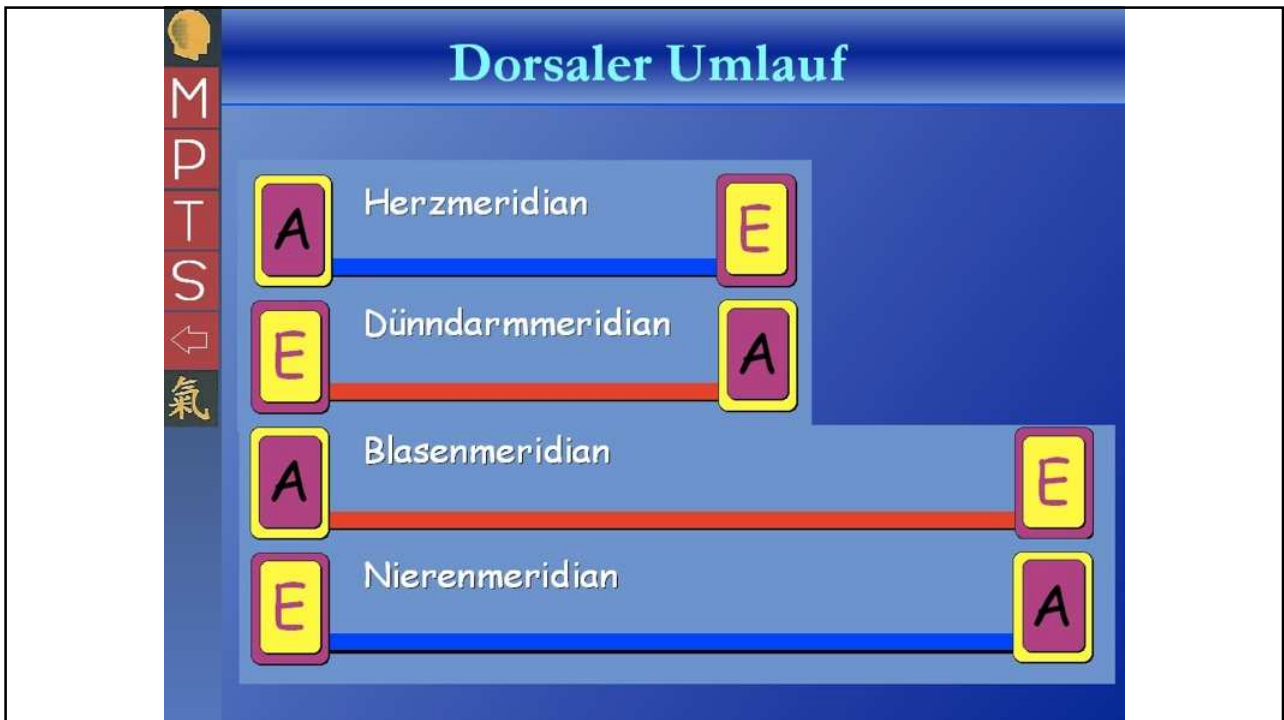 Dorsaler Umlauf
M
P
T
S
氣
A Herzmeridian E
E Dünndarmmeridian A
A Blasenmeridian E
E Nierenmeridian A